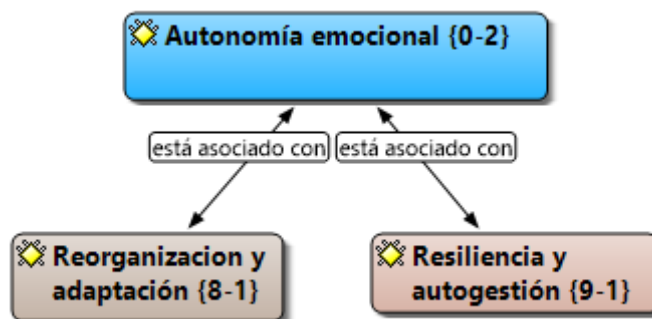 Autonomía emocional {0-2}
está asociado con
está asociado con
Reorganizacion y
adaptación {8-1}
Resiliencia y
autogestión {9-1}